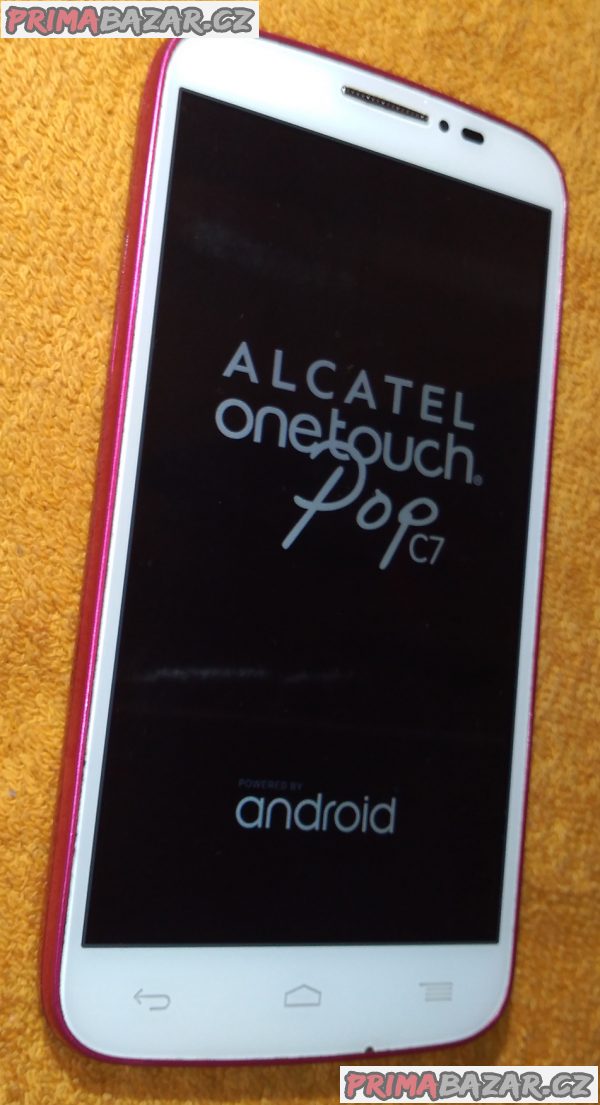 PRIMABAZAR.CZ
ALCATEL
onetouch®
Pop C7
POWERED BY
android
PRIMABAZAR.CZ